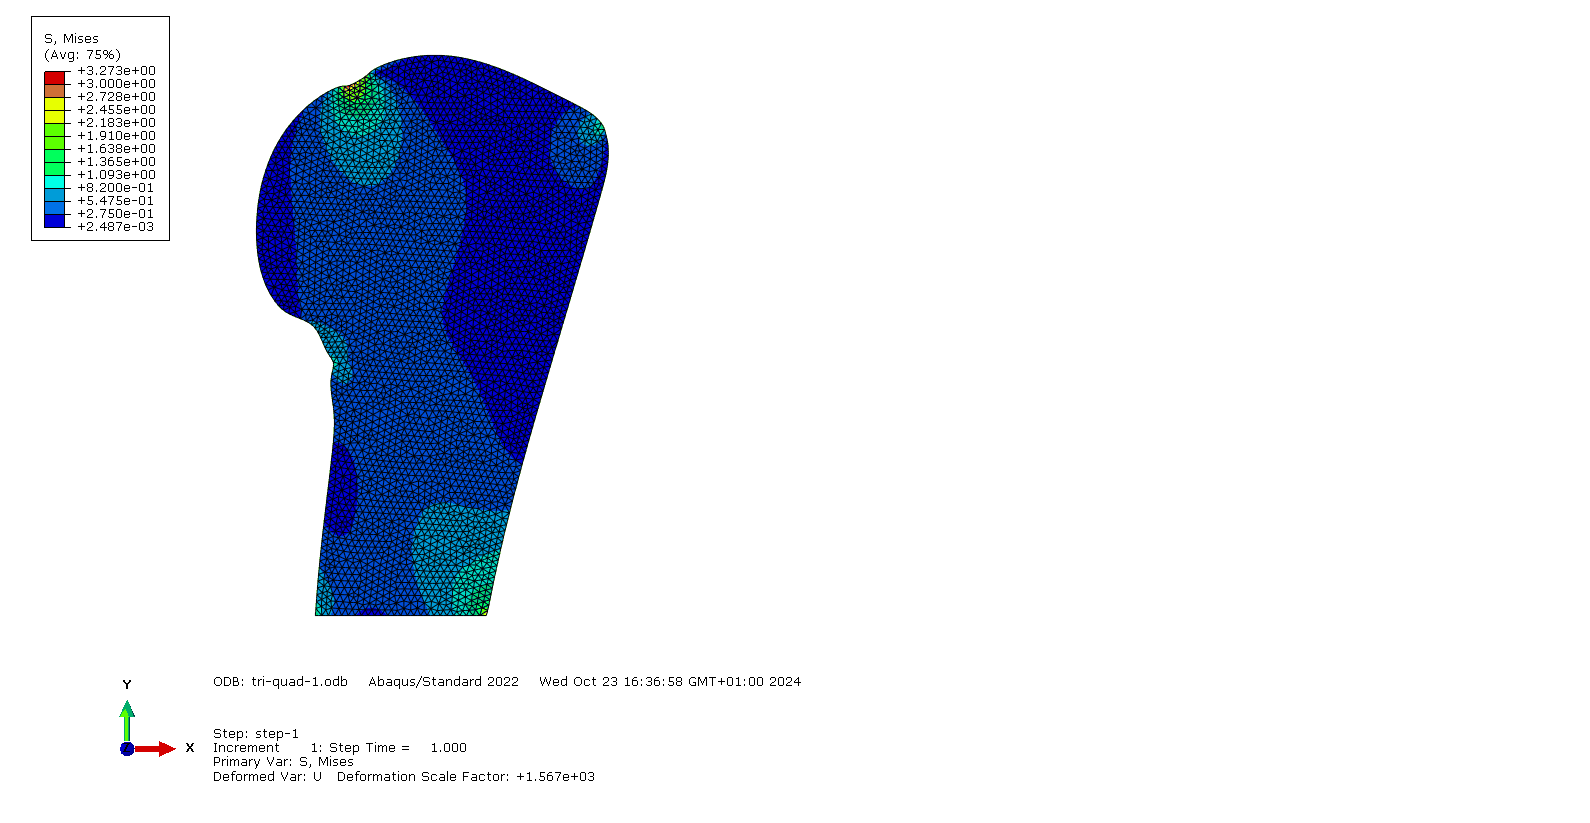 S, Mises
(Avg: 75%)
+3.273e+00
+3.000e+00
+2.728e+00
+2.455e+00
+2.183e+00
+1.910e+00
+1.638e+00
+1.365e+00
+1.093e+00
+8.200e-01
+5.475e-01
+2.750e-01
+2.487e-03
Y
X
Z
ODB: tri-quad-1.odb Abaqus/Standard 2022 Wed Oct 23 16:36:58 GMT+01:00 2024
Step: step-1
Increment 1: Step Time = 1.000
Primary Var: S, Mises
Deformed Var: U Deformation Scale Factor: +1.567e+03